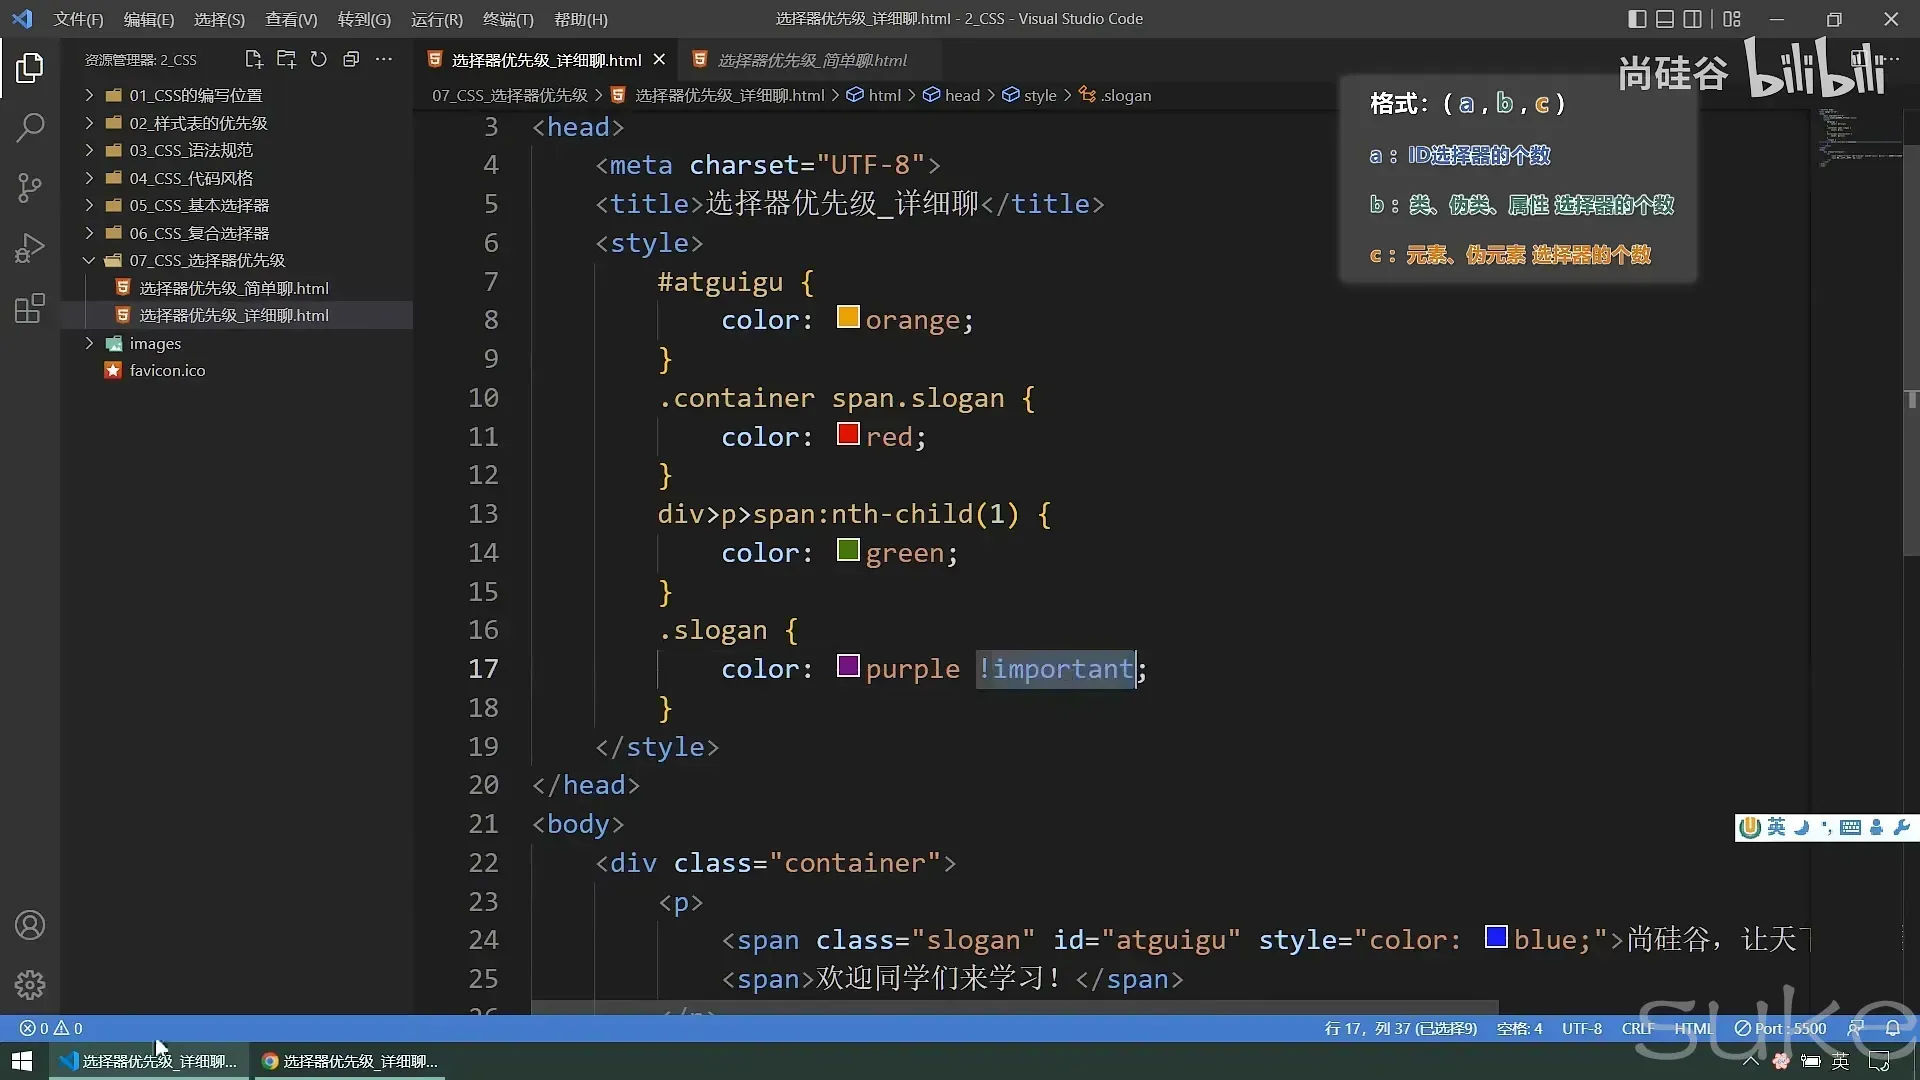 文件(F) 编辑(E) 选择(S) 查看(V) 转到(G) 运行(R) 终端(T) 帮助(H)
选择器优先级_详细聊.html - 2_CSS - Visual Studio Code
资源管理器: 2_CSS
选择器优先级_详细聊.html
选择器优先级_简单聊.html
尚硅谷 bilibili
07_CSS_选择器优先级 > 选择器优先级_详细聊.html > html > head > style > .slogan
01_CSS的编写位置
02_样式表的优先级
03_CSS_语法规范
04_CSS_代码风格
05_CSS_基本选择器
06_CSS_复合选择器
07_CSS_选择器优先级
选择器优先级_简单聊.html
选择器优先级_详细聊.html
images
favicon.ico
格式：( a , b , c )
a： ID选择器的个数
b：类、伪类、属性 选择器的个数
c：元素、伪元素 选择器的个数
3 <head>
4 <meta charset="UTF-8">
5 <title>选择器优先级_详细聊</title>
6 <style>
7 #atguigu {
8 color: orange;
9 }
10 .container span.slogan {
11 color: red;
12 }
13 div>p>span:nth-child(1) {
14 color: green;
15 }
16 .slogan {
17 color: purple !important;
18 }
19 </style>
20 </head>
21 <body>
22 <div class="container">
23 <p>
24 <span class="slogan" id="atguigu" style="color: blue;">尚硅谷，让天
25 <span>欢迎同学们来学习！</span>
英
0 0
行 17，列 37 (已选择9) 空格: 4 UTF-8 CRLF HTML Port : 5500
suke
选择器优先级_详细聊...
选择器优先级_详细聊...
英